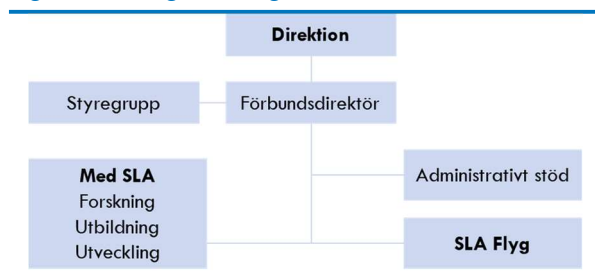 Direktion
Styregrupp
Förbundsdirektör
Med SLA
Forskning
Utbildning
Utveckling
Administrativt stöd
SLA Flyg